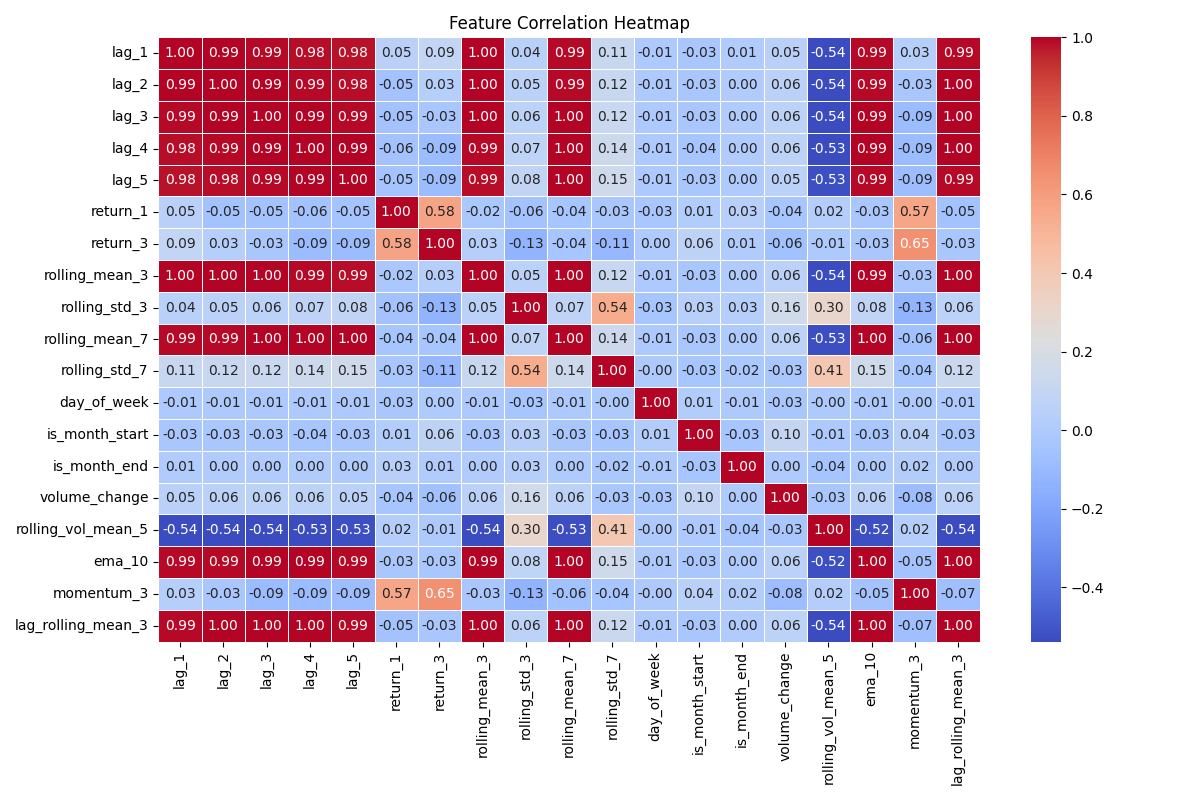 Feature Correlation Heatmap
lag_1 1.00 0.99 0.99 0.98 0.98 0.05 0.09 1.00 0.04 0.99 0.11 -0.01 -0.03 0.01 0.05 -0.54 0.99 0.03 0.99
lag_2 0.99 1.00 0.99 0.99 0.98 -0.05 0.03 1.00 0.05 0.99 0.12 -0.01 -0.03 0.00 0.06 -0.54 0.99 -0.03 1.00
lag_3 0.99 0.99 1.00 0.99 0.99 -0.05 -0.03 1.00 0.06 1.00 0.12 -0.01 -0.03 0.00 0.06 -0.54 0.99 -0.09 1.00
lag_4 0.98 0.99 0.99 1.00 0.99 -0.06 -0.09 0.99 0.07 1.00 0.14 -0.01 -0.04 0.00 0.06 -0.53 0.99 -0.09 1.00
lag_5 0.98 0.98 0.99 0.99 1.00 -0.05 -0.09 0.99 0.08 1.00 0.15 -0.01 -0.03 0.00 0.05 -0.53 0.99 -0.09 0.99
return_1 0.05 -0.05 -0.05 -0.06 -0.05 1.00 0.58 -0.02 -0.06 -0.04 -0.03 -0.03 0.01 0.03 -0.04 0.02 -0.03 0.57 -0.05
return_3 0.09 0.03 -0.03 -0.09 -0.09 0.58 1.00 0.03 -0.13 -0.04 -0.11 0.00 0.06 0.01 -0.06 -0.01 -0.03 0.65 -0.03
rolling_mean_3 1.00 1.00 1.00 0.99 0.99 -0.02 0.03 1.00 0.05 1.00 0.12 -0.01 -0.03 0.00 0.06 -0.54 0.99 -0.03 1.00
rolling_std_3 0.04 0.05 0.06 0.07 0.08 -0.06 -0.13 0.05 1.00 0.07 0.54 -0.03 0.03 0.03 0.16 0.30 0.08 -0.13 0.06
rolling_mean_7 0.99 0.99 1.00 1.00 1.00 -0.04 -0.04 1.00 0.07 1.00 0.14 -0.01 -0.03 0.00 0.06 -0.53 1.00 -0.06 1.00
rolling_std_7 0.11 0.12 0.12 0.14 0.15 -0.03 -0.11 0.12 0.54 0.14 1.00 -0.00 -0.03 -0.02 -0.03 0.41 0.15 -0.04 0.12
day_of_week -0.01 -0.01 -0.01 -0.01 -0.01 -0.03 0.00 -0.01 -0.03 -0.01 -0.00 1.00 0.01 -0.01 -0.03 -0.00 -0.01 -0.00 -0.01
is_month_start -0.03 -0.03 -0.03 -0.04 -0.03 0.01 0.06 -0.03 0.03 -0.03 -0.03 0.01 1.00 -0.03 0.10 -0.01 -0.03 0.04 -0.03
is_month_end 0.01 0.00 0.00 0.00 0.00 0.03 0.01 0.00 0.03 0.00 -0.02 -0.01 -0.03 1.00 0.00 -0.04 0.00 0.02 0.00
volume_change 0.05 0.06 0.06 0.06 0.05 -0.04 -0.06 0.06 0.16 0.06 -0.03 -0.03 0.10 0.00 1.00 -0.03 0.06 -0.08 0.06
rolling_vol_mean_5 -0.54 -0.54 -0.54 -0.53 -0.53 0.02 -0.01 -0.54 0.30 -0.53 0.41 -0.00 -0.01 -0.04 -0.03 1.00 -0.52 0.02 -0.54
ema_10 0.99 0.99 0.99 0.99 0.99 -0.03 -0.03 0.99 0.08 1.00 0.15 -0.01 -0.03 0.00 0.06 -0.52 1.00 -0.05 1.00
momentum_3 0.03 -0.03 -0.09 -0.09 -0.09 0.57 0.65 -0.03 -0.13 -0.06 -0.04 -0.00 0.04 0.02 -0.08 0.02 -0.05 1.00 -0.07
lag_rolling_mean_3 0.99 1.00 1.00 1.00 0.99 -0.05 -0.03 1.00 0.06 1.00 0.12 -0.01 -0.03 0.00 0.06 -0.54 1.00 -0.07 1.00
lag_1
lag_2
lag_3
lag_4
lag_5
return_1
return_3
rolling_mean_3
rolling_std_3
rolling_mean_7
rolling_std_7
day_of_week
is_month_start
is_month_end
volume_change
rolling_vol_mean_5
ema_10
momentum_3
lag_rolling_mean_3
1.0
0.8
0.6
0.4
0.2
0.0
−0.2
−0.4